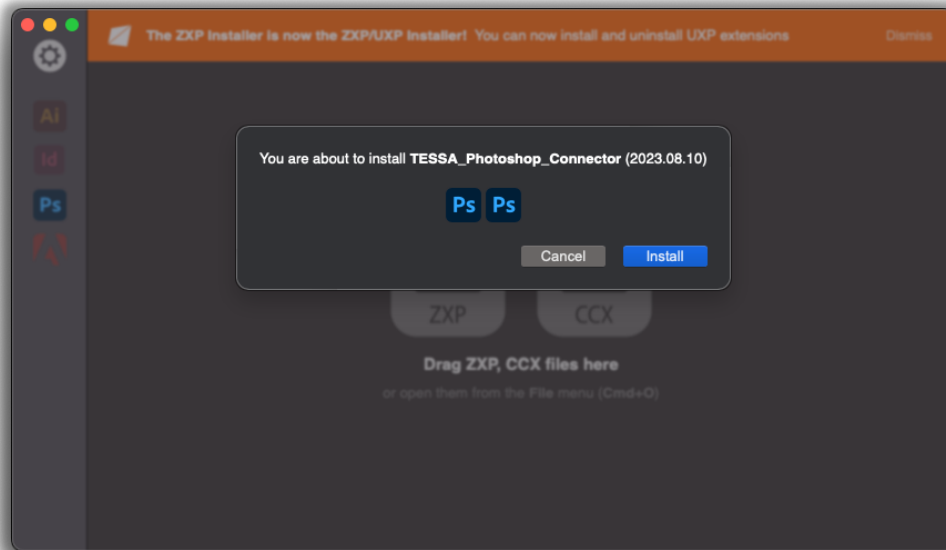 The ZXP Installer is now the ZXP/UXP Installer! You can now install and uninstall UXP extensions Dismiss
Ai
Id
Ps
You are about to install TESSA_Photoshop_Connector (2023.08.10)
Ps Ps
Cancel Install
ZXP CCX
Drag ZXP, CCX files here
or open them from the File menu (Cmd+O)